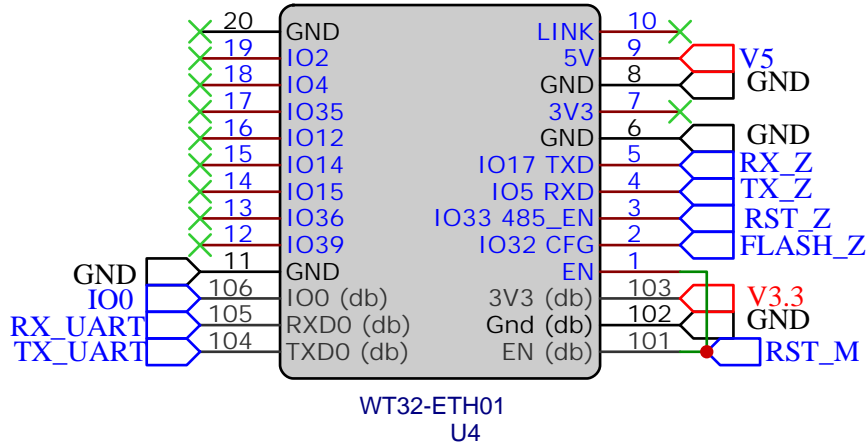 20 GND LINK 10
19 IO2 5V 9 V5
18 IO4 GND 8 GND
17 IO35 3V3 7
16 IO12 GND 6 GND
15 IO14 IO17 TXD 5 RX_Z
14 IO15 IO5 RXD 4 TX_Z
13 IO36 IO33 485_EN 3 RST_Z
12 IO39 IO32 CFG 2 FLASH_Z
GND 11 GND EN 1
IO0 106 IO0 (db) 3V3 (db) 103 V3.3
RX_UART 105 RXD0 (db) Gnd (db) 102 GND
TX_UART 104 TXD0 (db) EN (db) 101 RST_M
WT32-ETH01
U4